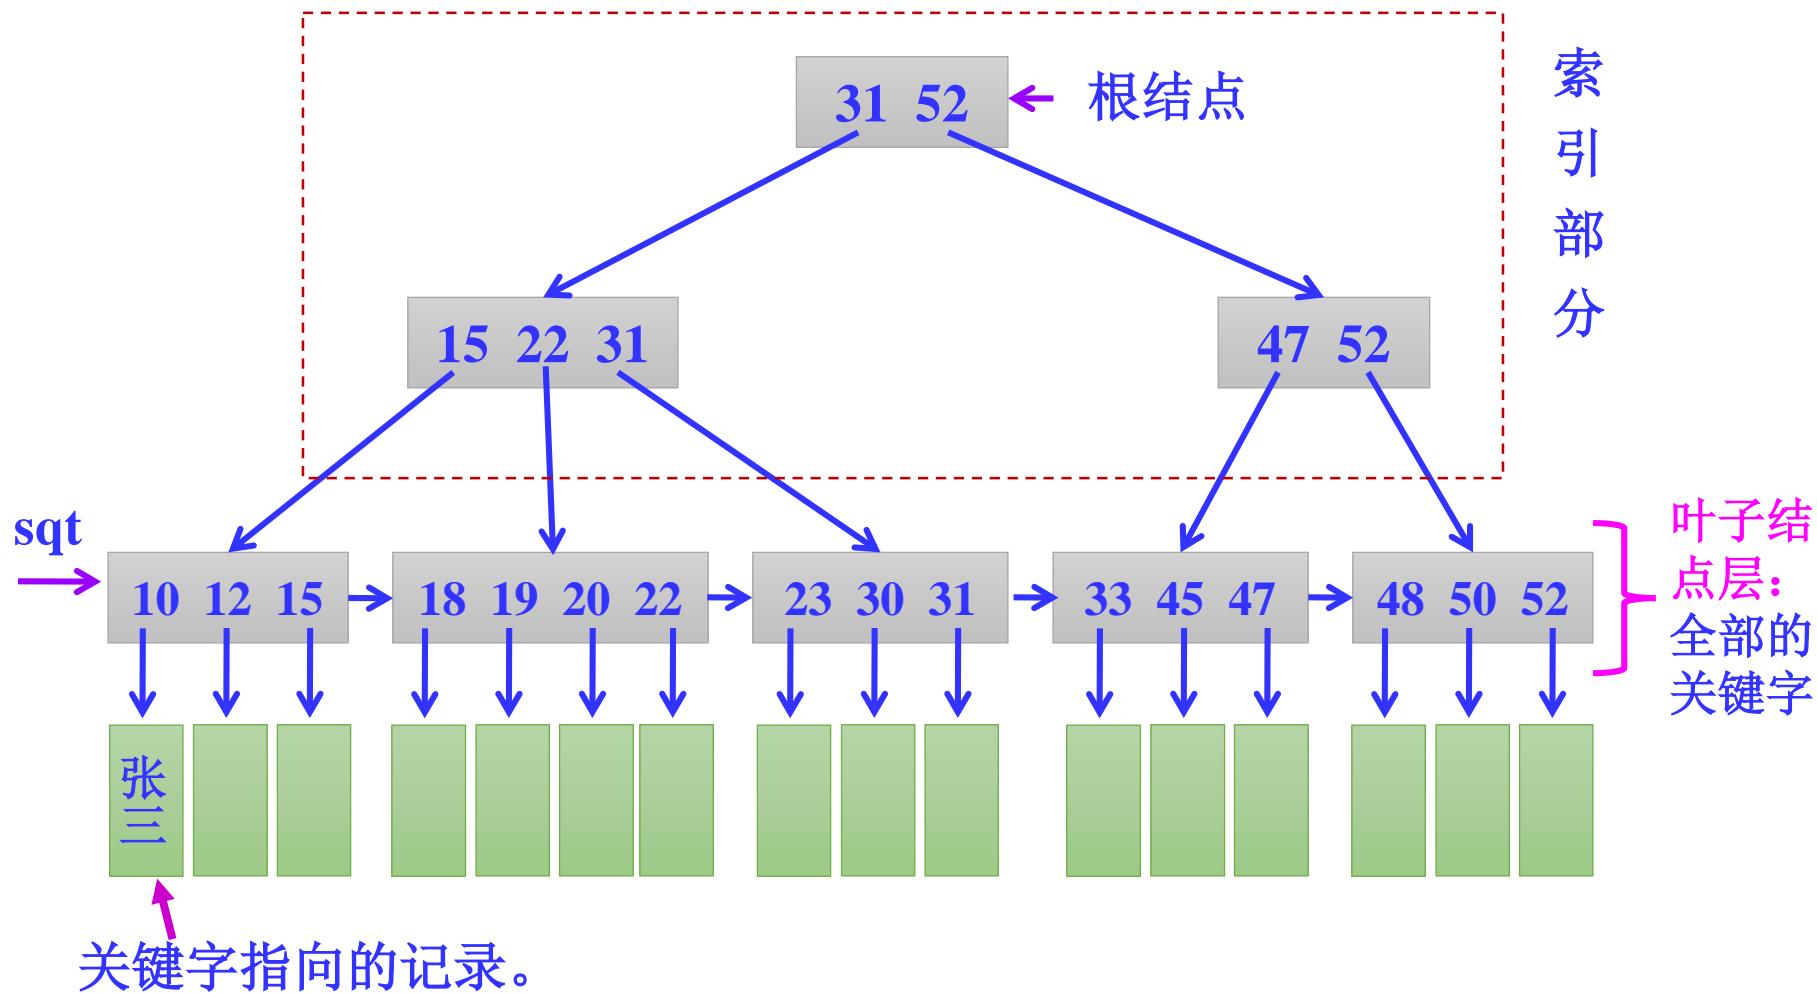 31 52
根结点
索引部分
15 22 31
47 52
sqt
10 12 15
18 19 20 22
23 30 31
33 45 47
48 50 52
叶子结
点层：
全部的
关键字
张三
关键字指向的记录。